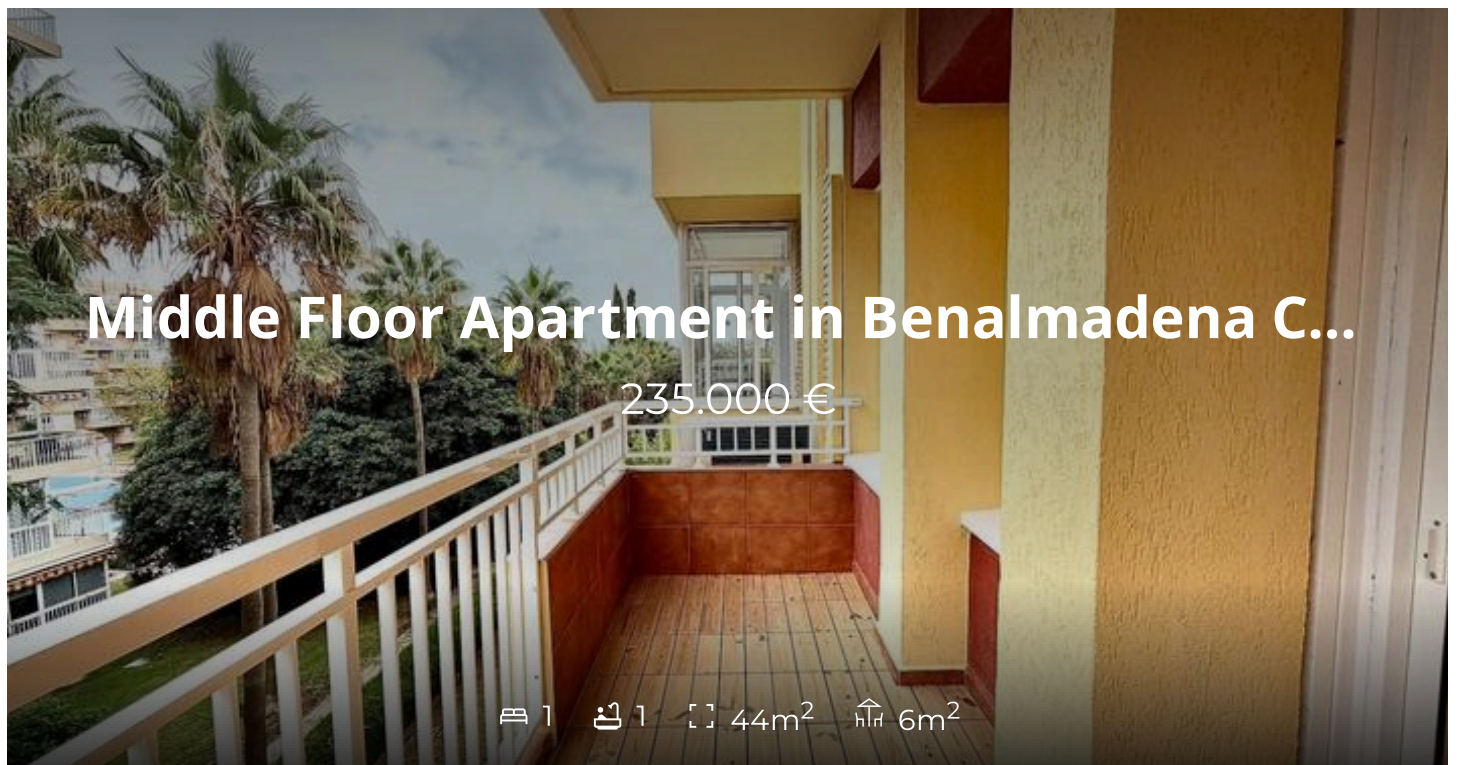 Middle Floor Apartment in Benalmadena C...
235.000 €
1 1 44m² 6m²